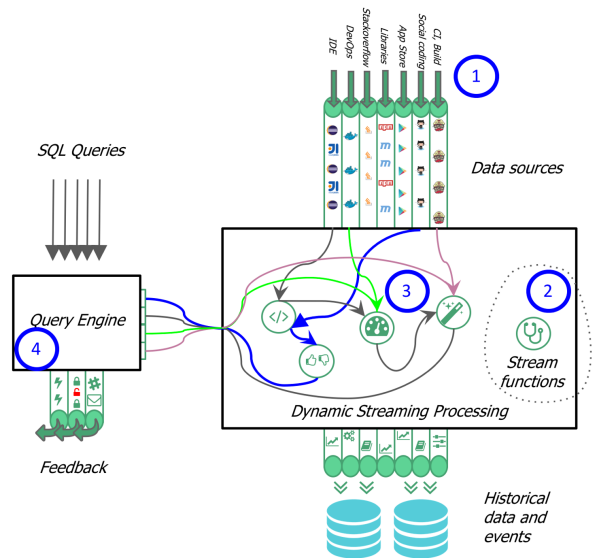 IDE
DevOps
Stackoverflow
Libraries
App Store
Social coding
CI, Build
1
SQL Queries
Data sources
Query Engine
4
3
2
</>
Stream
functions
Dynamic Streaming Processing
Feedback
Historical
data and
events